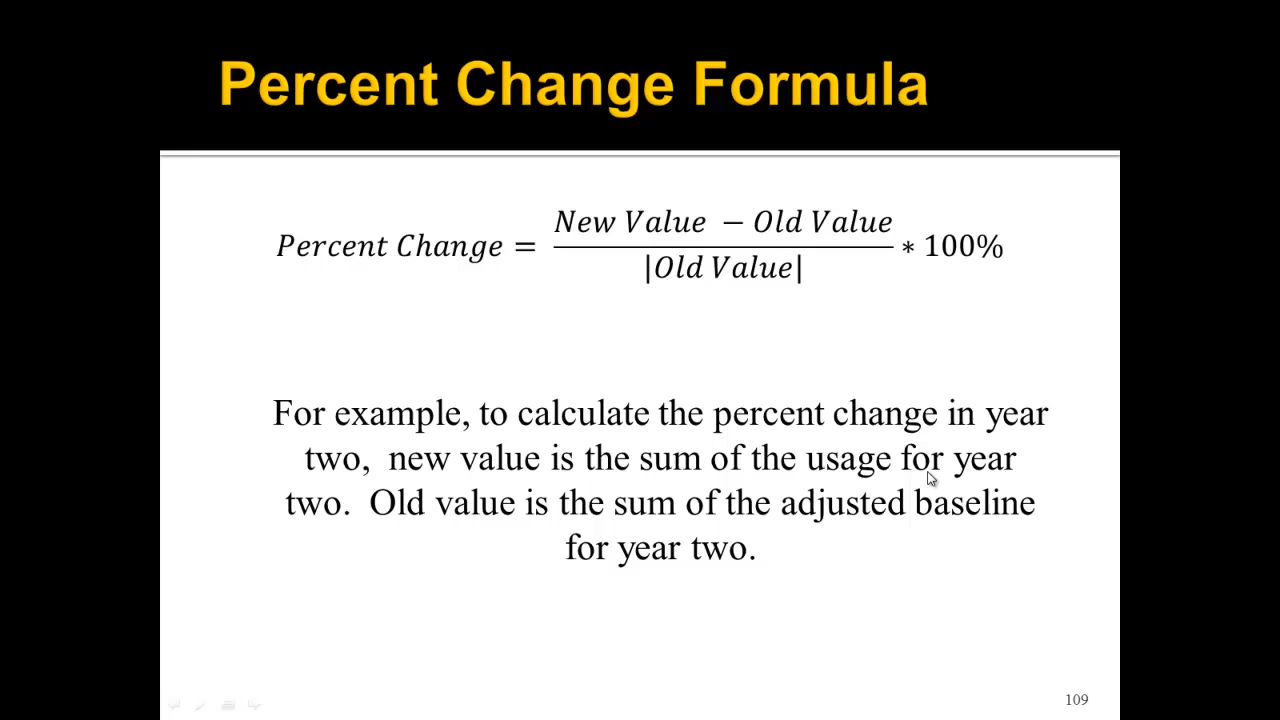 Percent Change Formula
Percent Change = New Value − Old Value / |Old Value| * 100%
For example, to calculate the percent change in year
two, new value is the sum of the usage for year
two. Old value is the sum of the adjusted baseline
for year two.
109